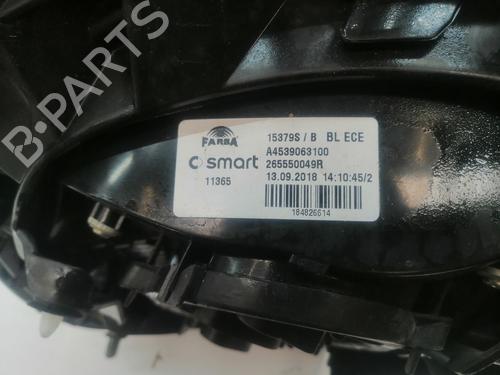 B-PARTS
FARBA 15379S / B BL ECE
A4539063100
smart 265550049R
11365 13.09.2018 14:10:45/2
184826614